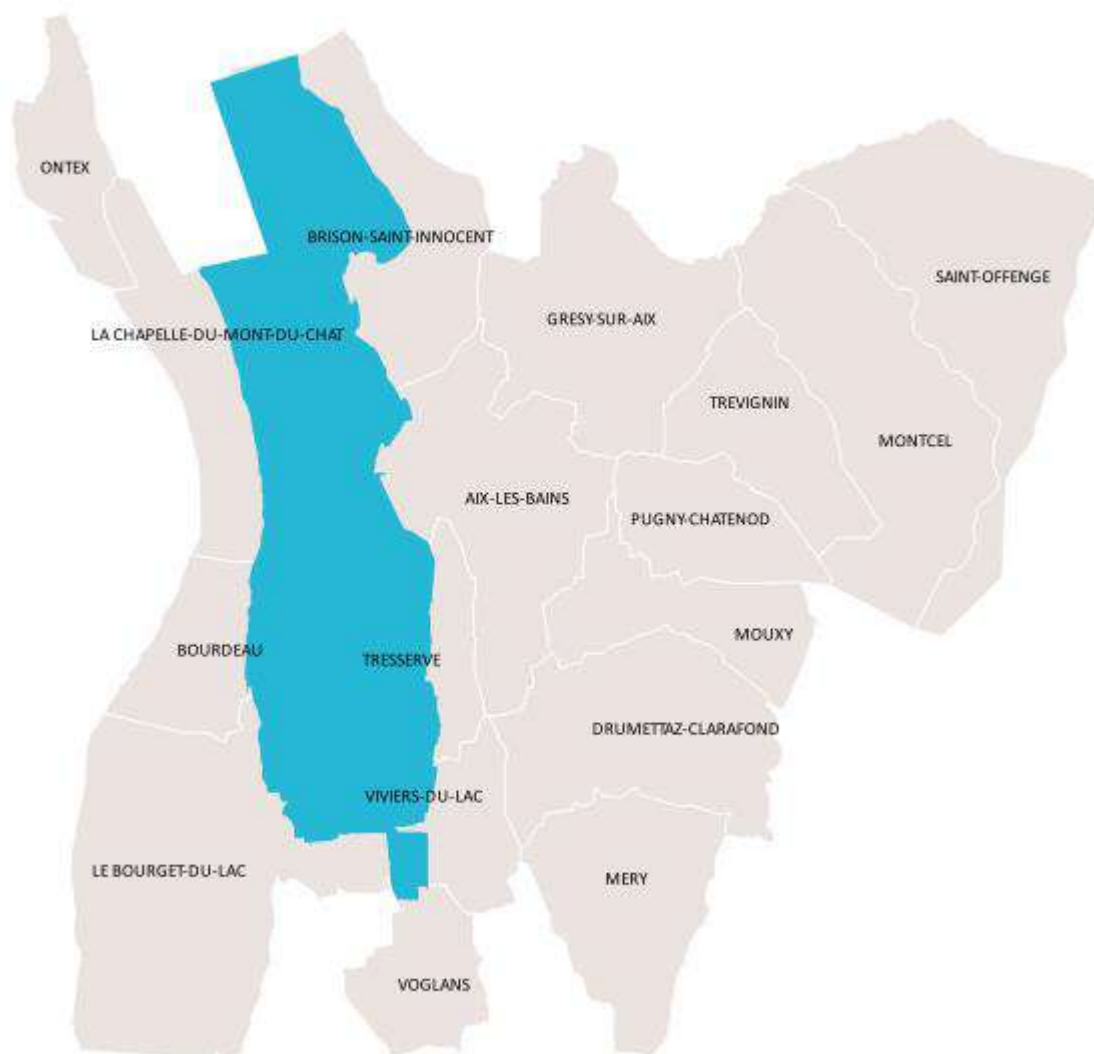 ONTEX
BRISON-SAINT-INNOCENT
SAINT-OFFENGE
GRESY-SUR-AIX
LA CHAPELLE-DU-MONT-DU-CHAT
TREVIGNIN
MONTCEL
AIX-LES-BAINS
PUGNY-CHATENOD
MOUXY
BOURDEAU
TRESSERVE
DRUMETTAZ-CLARAFOND
VIVIERS-DU-LAC
LE BOURGET-DU-LAC
MERY
VOGLANS